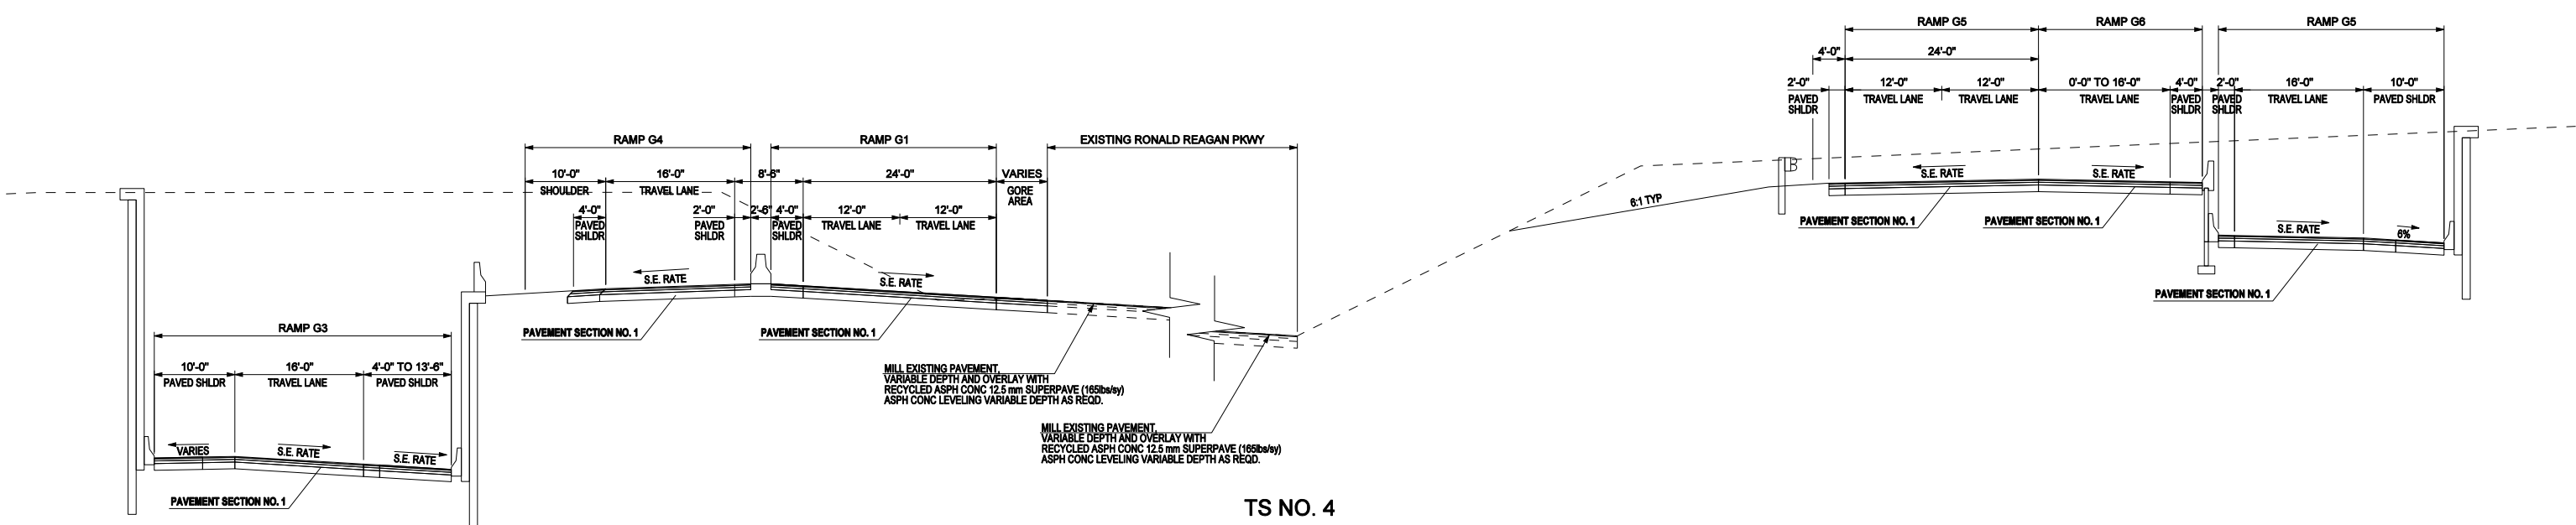 RAMP G5
RAMP G6
RAMP G5
4'-0"
24'-0"
2'-0"
12'-0"
12'-0"
0'-0" TO 16'-0"
4'-0"
2'-0"
16'-0"
10'-0"
PAVED
SHLDR
TRAVEL LANE
TRAVEL LANE
TRAVEL LANE
PAVED
SHLDR
PAVED
SHLDR
TRAVEL LANE
PAVED SHLDR
S.E. RATE
S.E. RATE
6:1 TYP
PAVEMENT SECTION NO. 1
PAVEMENT SECTION NO. 1
S.E. RATE
6%
PAVEMENT SECTION NO. 1
RAMP G4
RAMP G1
EXISTING RONALD REAGAN PKWY
10'-0"
16'-0"
8'-6"
24'-0"
VARIES
SHOULDER
TRAVEL LANE
GORE
AREA
4'-0"
2'-0"
2'-6"
4'-0"
12'-0"
12'-0"
PAVED
SHLDR
PAVED
SHLDR
PAVED
SHLDR
TRAVEL LANE
TRAVEL LANE
S.E. RATE
S.E. RATE
PAVEMENT SECTION NO. 1
PAVEMENT SECTION NO. 1
MILL EXISTING PAVEMENT,
VARIABLE DEPTH AND OVERLAY WITH
RECYCLED ASPH CONC 12.5 mm SUPERPAVE (165lbs/sy)
ASPH CONC LEVELING VARIABLE DEPTH AS REQD.
MILL EXISTING PAVEMENT,
VARIABLE DEPTH AND OVERLAY WITH
RECYCLED ASPH CONC 12.5 mm SUPERPAVE (165lbs/sy)
ASPH CONC LEVELING VARIABLE DEPTH AS REQD.
RAMP G3
10'-0"
16'-0"
4'-0" TO 13'-6"
PAVED SHLDR
TRAVEL LANE
PAVED SHLDR
VARIES
S.E. RATE
S.E. RATE
PAVEMENT SECTION NO. 1
TS NO. 4